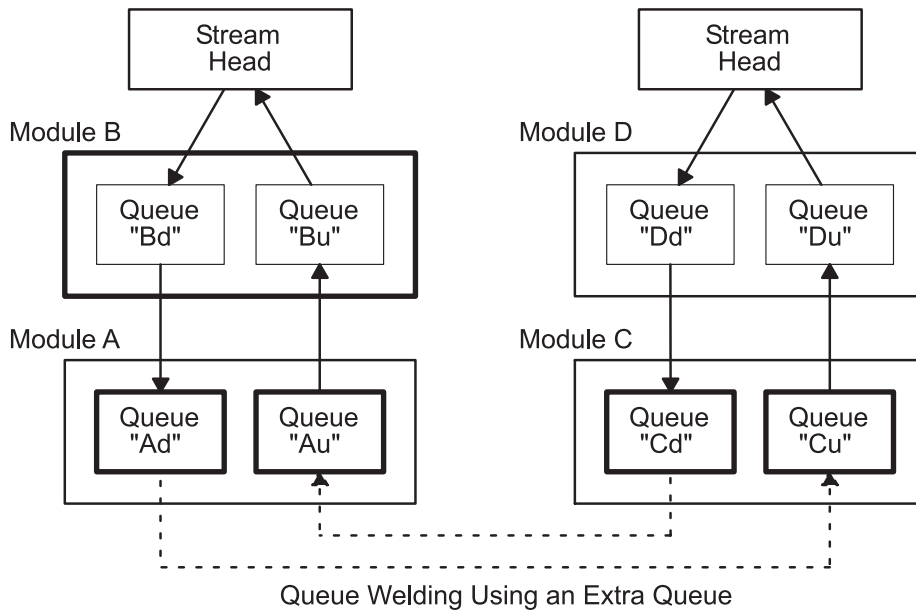 Stream
Head
Stream
Head
Module B
Module D
Queue
"Bd"
Queue
"Bu"
Queue
"Dd"
Queue
"Du"
Module A
Module C
Queue
"Ad"
Queue
"Au"
Queue
"Cd"
Queue
"Cu"
Queue Welding Using an Extra Queue